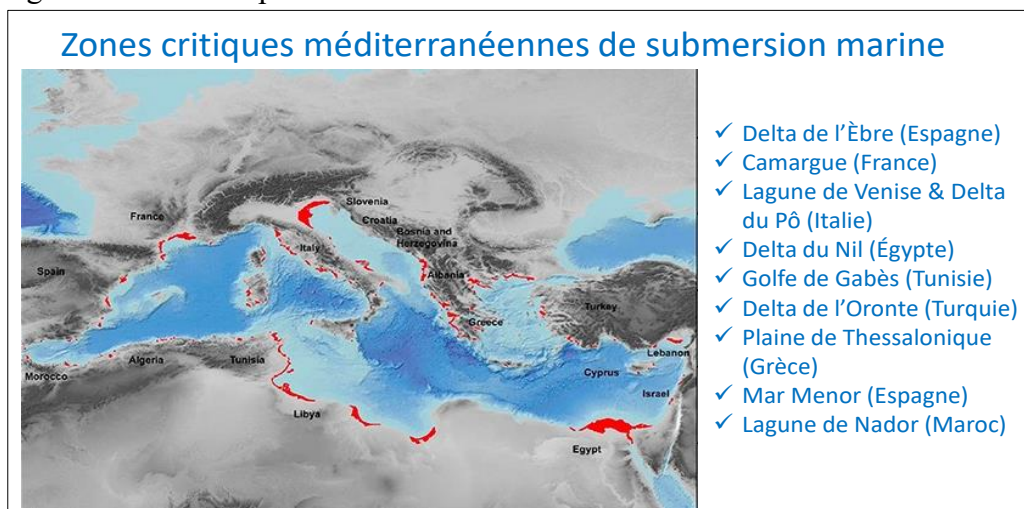 Zones critiques méditerranéennes de submersion marine
✓ Delta de l'Èbre (Espagne)
✓ Camargue (France)
✓ Lagune de Venise & Delta
du Pô (Italie)
✓ Delta du Nil (Égypte)
✓ Golfe de Gabès (Tunisie)
✓ Delta de l'Oronte (Turquie)
✓ Plaine de Thessalonique
(Grèce)
✓ Mar Menor (Espagne)
✓ Lagune de Nador (Maroc)
Slovenia
France
Croatia
Bosnia and
Herzegovina
Italy
Spain
Albania
Turkey
Greece
Algeria
Tunisia
Lebanon
Morocco
Cyprus
Israel
Libya
Egypt